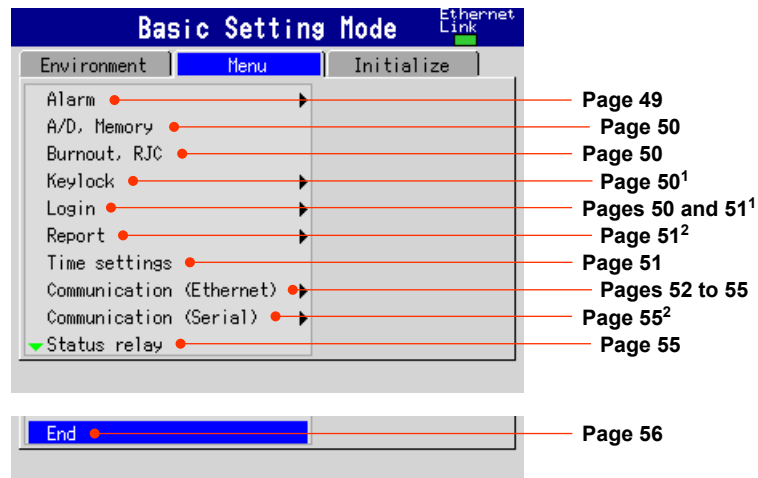 Basic Setting Mode Ethernet Link
Environment Menu Initialize
Alarm Page 49
A/D, Memory Page 50
Burnout, RJC Page 50
Keylock Page 50¹
Login Pages 50 and 51¹
Report Page 51²
Time settings Page 51
Communication (Ethernet) Pages 52 to 55
Communication (Serial) Page 55²
Status relay Page 55
End Page 56